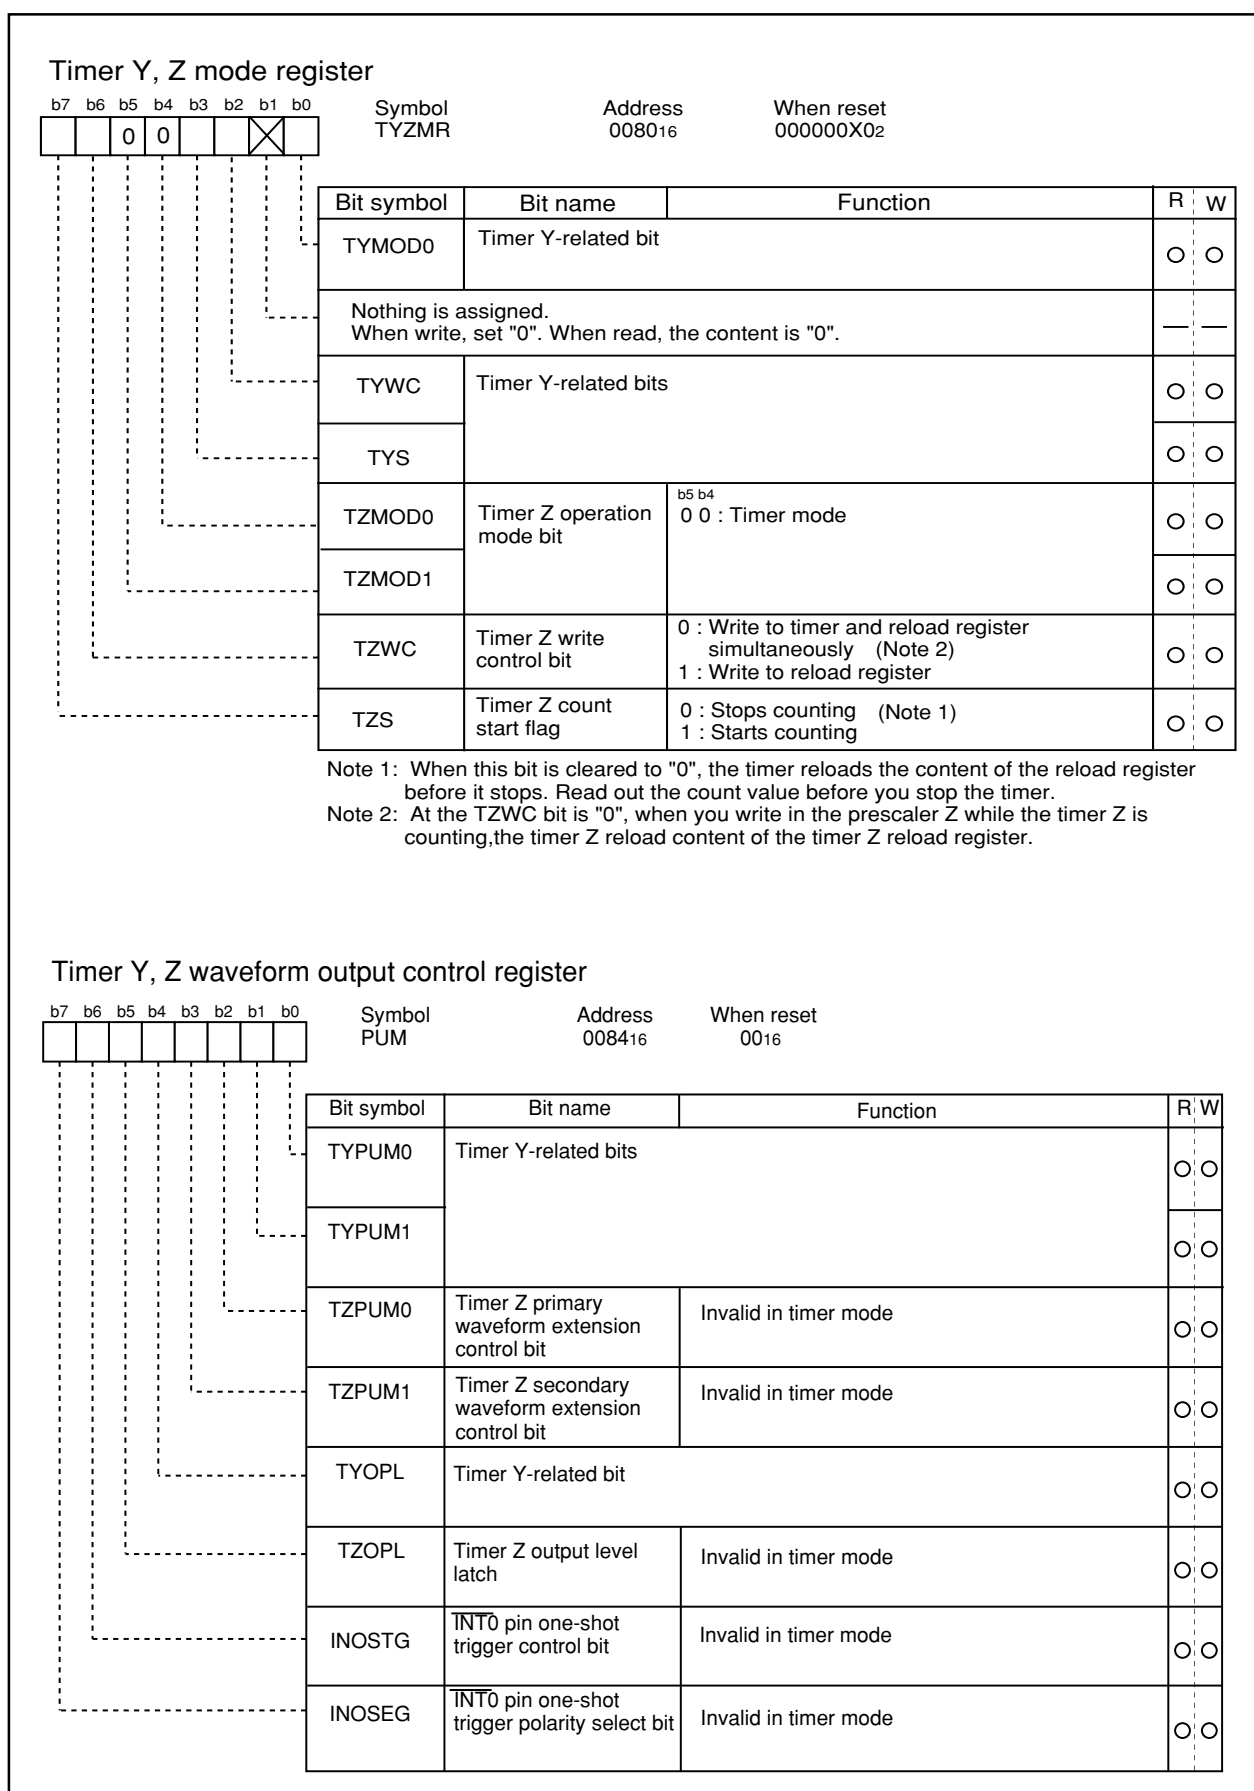 Timer Y, Z mode register
b7 b6 b5 b4 b3 b2 b1 b0
Symbol Address When reset
TYZMR 008016 000000X02
0 0
Bit symbol Bit name Function R W
TYMOD0 Timer Y-related bit
Nothing is assigned.
When write, set "0". When read, the content is "0".
TYWC Timer Y-related bits
TYS
b5 b4
TZMOD0 Timer Z operation 0 0 : Timer mode
mode bit
TZMOD1
TZWC Timer Z write 0 : Write to timer and reload register
control bit simultaneously (Note 2)
1 : Write to reload register
TZS Timer Z count 0 : Stops counting (Note 1)
start flag 1 : Starts counting
Note 1: When this bit is cleared to "0", the timer reloads the content of the reload register
before it stops. Read out the count value before you stop the timer.
Note 2: At the TZWC bit is "0", when you write in the prescaler Z while the timer Z is
counting,the timer Z reload content of the timer Z reload register.
Timer Y, Z waveform output control register
b7 b6 b5 b4 b3 b2 b1 b0
Symbol Address When reset
PUM 008416 0016
Bit symbol Bit name Function R W
TYPUM0 Timer Y-related bits
TYPUM1
TZPUM0 Timer Z primary Invalid in timer mode
waveform extension
control bit
TZPUM1 Timer Z secondary Invalid in timer mode
waveform extension
control bit
TYOPL Timer Y-related bit
TZOPL Timer Z output level Invalid in timer mode
latch
INOSTG INT0 pin one-shot Invalid in timer mode
trigger control bit
INOSEG INT0 pin one-shot Invalid in timer mode
trigger polarity select bit